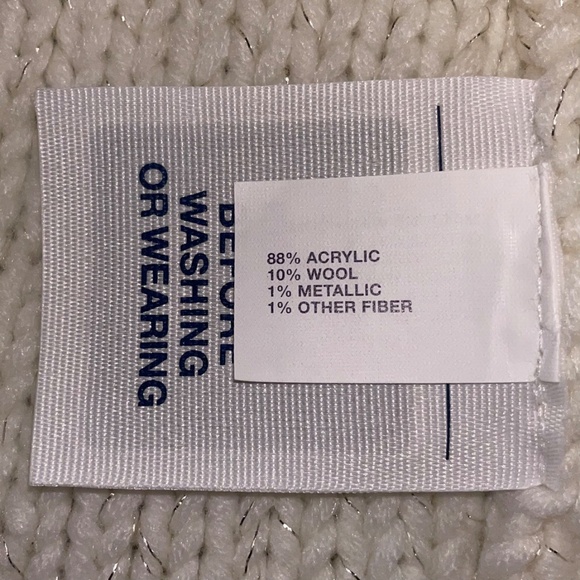 BEFORE
WASHING
OR WEARING
88% ACRYLIC
10% WOOL
1% METALLIC
1% OTHER FIBER